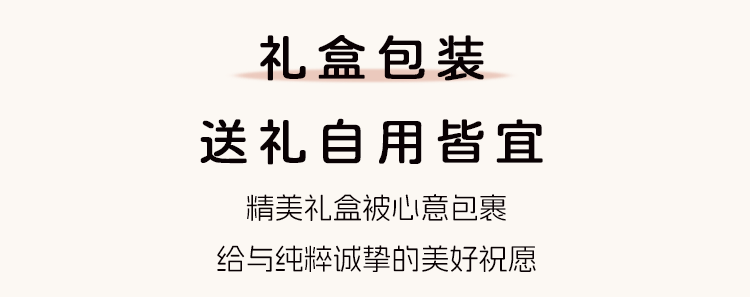 礼盒包装
送礼自用皆宜
精美礼盒被心意包裹
给与纯粹诚挚的美好祝愿